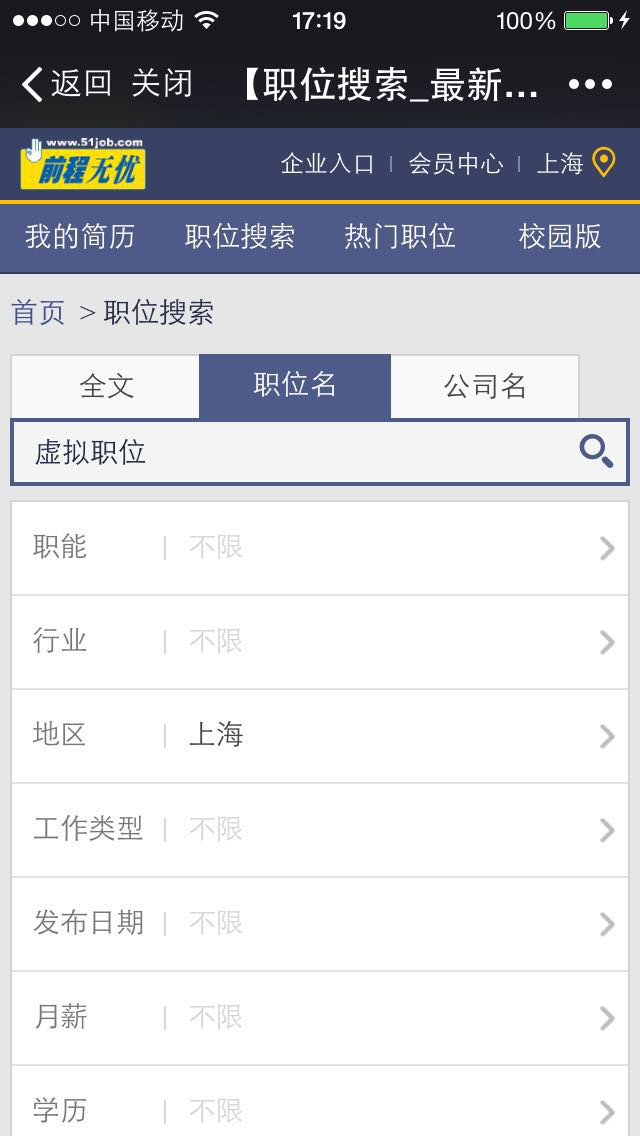 中国移动 17:19 100%
返回 关闭 【职位搜索_最新...
www.51job.com
前程无忧
企业入口 | 会员中心 | 上海
我的简历 职位搜索 热门职位 校园版
首页 >职位搜索
全文 职位名 公司名
虚拟职位
职能 | 不限
行业 | 不限
地区 | 上海
工作类型 | 不限
发布日期 | 不限
月薪 | 不限
学历 | 不限